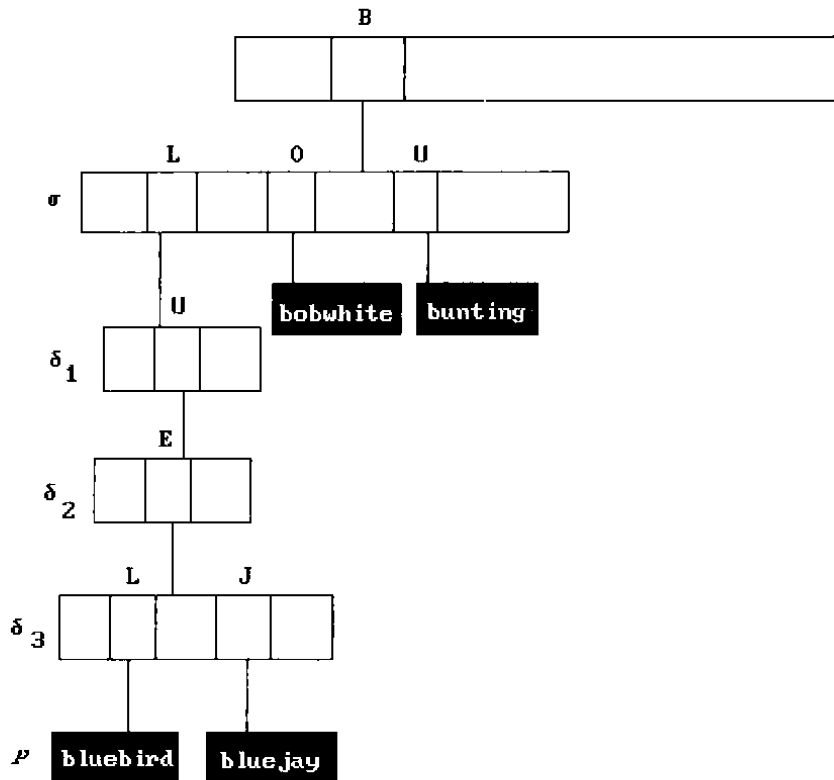 B
L O U
σ
U
bobwhite bunting
δ1
E
δ2
L J
δ3
P bluebird bluejay